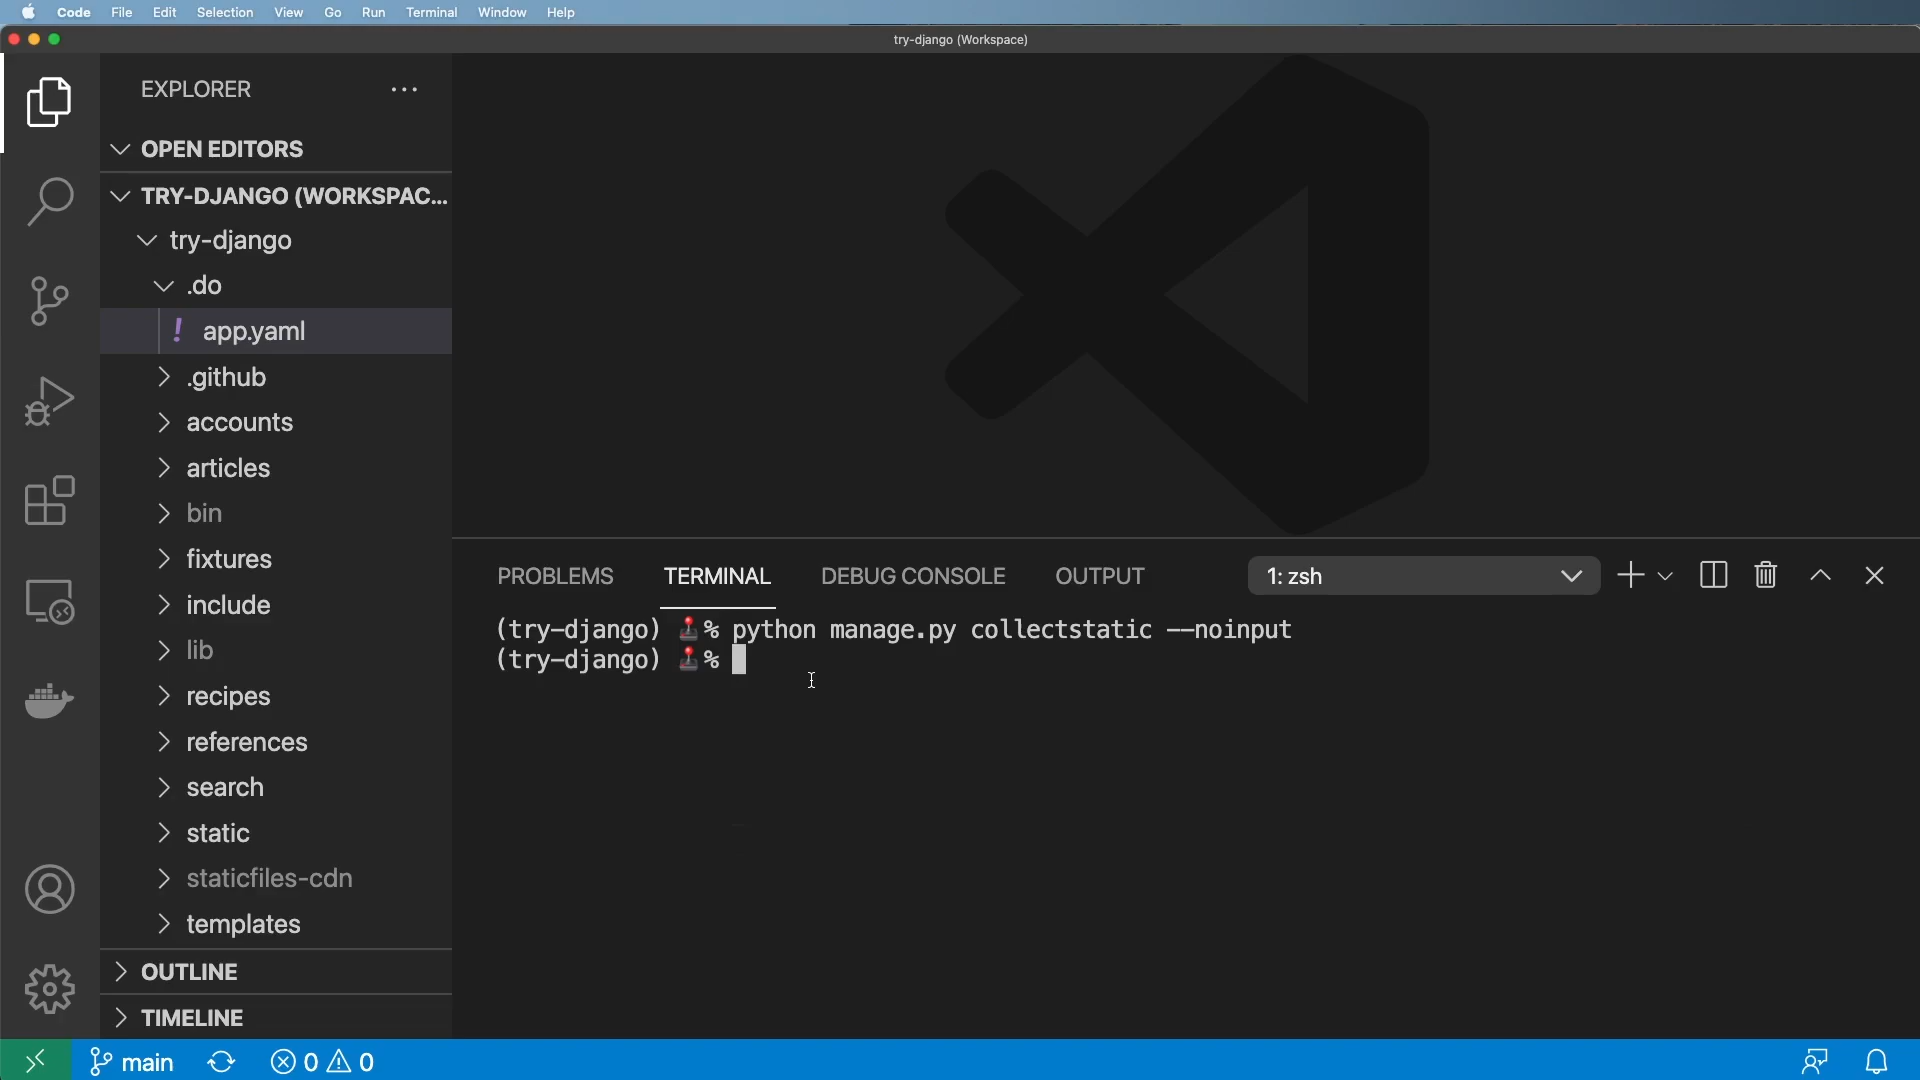 Code File Edit Selection View Go Run Terminal Window Help
try-django (Workspace)
EXPLORER
OPEN EDITORS
TRY-DJANGO (WORKSPAC...
try-django
.do
! app.yaml
.github
accounts
articles
bin
fixtures
include
lib
recipes
references
search
static
staticfiles-cdn
templates
OUTLINE
TIMELINE
PROBLEMS TERMINAL DEBUG CONSOLE OUTPUT 1: zsh
(try-django) 🕹️% python manage.py collectstatic --noinput
(try-django) 🕹️%
main 0 0